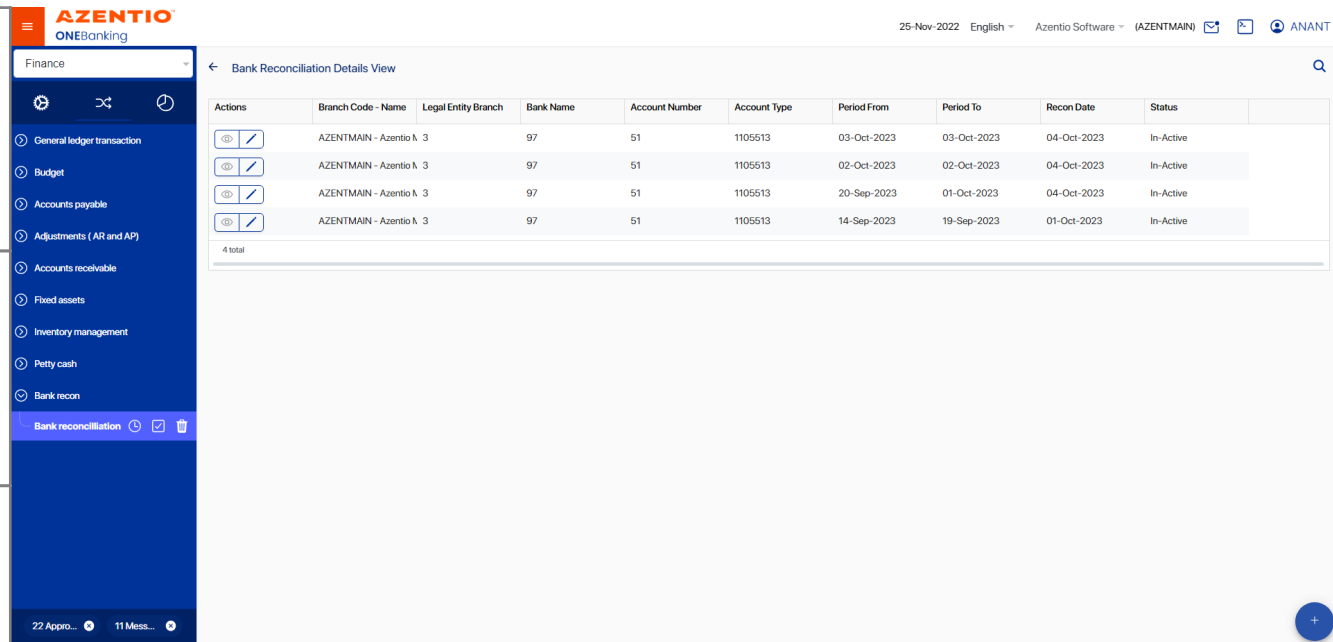 AZENTIO
ONEBanking
25-Nov-2022 English Azentio Software (AZENTMAIN) ANANT
Finance
Bank Reconciliation Details View
General ledger transaction
Budget
Accounts payable
Adjustments ( AR and AP)
Accounts receivable
Fixed assets
Inventory management
Petty cash
Bank recon
Bank reconcilliation
22 Appro... 11 Mess...
Actions Branch Code - Name Legal Entity Branch Bank Name Account Number Account Type Period From Period To Recon Date Status
AZENTMAIN - Azentio M 3 97 51 1105513 03-Oct-2023 03-Oct-2023 04-Oct-2023 In-Active
AZENTMAIN - Azentio M 3 97 51 1105513 02-Oct-2023 02-Oct-2023 04-Oct-2023 In-Active
AZENTMAIN - Azentio M 3 97 51 1105513 20-Sep-2023 01-Oct-2023 04-Oct-2023 In-Active
AZENTMAIN - Azentio M 3 97 51 1105513 14-Sep-2023 19-Sep-2023 01-Oct-2023 In-Active
4 total